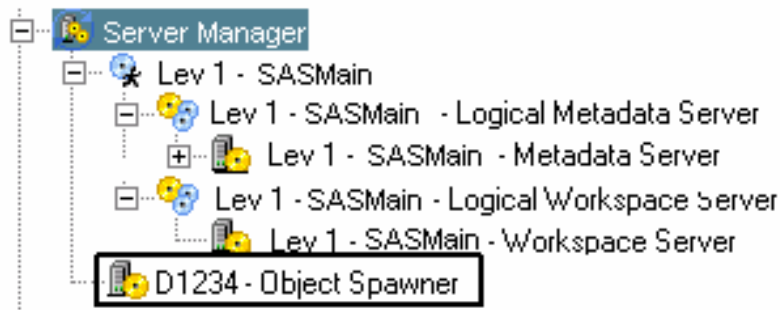 Server Manager
Lev 1 - SASMain
Lev 1 - SASMain - Logical Metadata Server
Lev 1 - SASMain - Metadata Server
Lev 1 - SASMain - Logical Workspace Server
Lev 1 - SASMain - Workspace Server
D1234 - Object Spawner